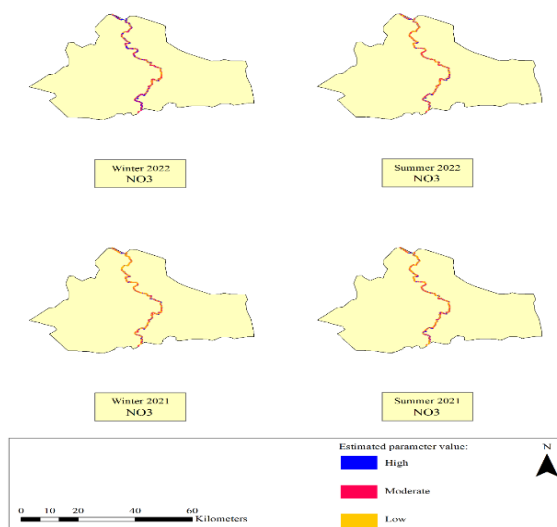 Winter 2022
NO3
Summer 2022
NO3
Winter 2021
NO3
Summer 2021
NO3
Estimated parameter value:
High
Moderate
Low
N
0 10 20 40 60
Kilometers